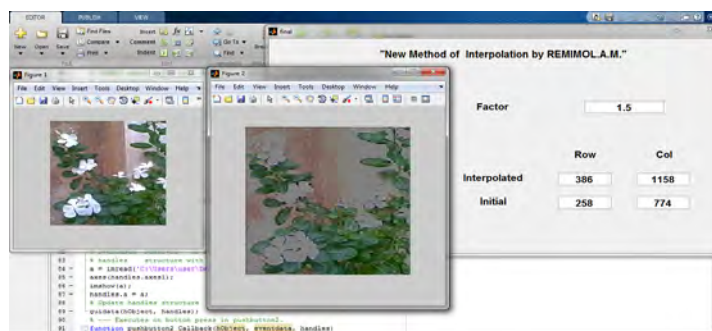 EDITOR PUBLISH VIEW
New Open Save Find Files Compare Print Insert Comment Indent Go To Find
FILE
final
"New Method of Interpolation by REMIMOL.A.M."
Figure 1
File Edit View Insert Tools Desktop Window Help
Figure 2
File Edit View Insert Tools Desktop Window Help
Factor 1.5
Row Col
Interpolated 386 1158
Initial 258 774
% handles structure with
a = imread('C:\Users\user\De
axes(handles.axes1);
imshow(a);
handles.a = a;
% Update handles structure
guidata(hObject, handles);
% --- Executes on button press in pushbutton2.
function pushbutton2_Callback(hObject, eventdata, handles)